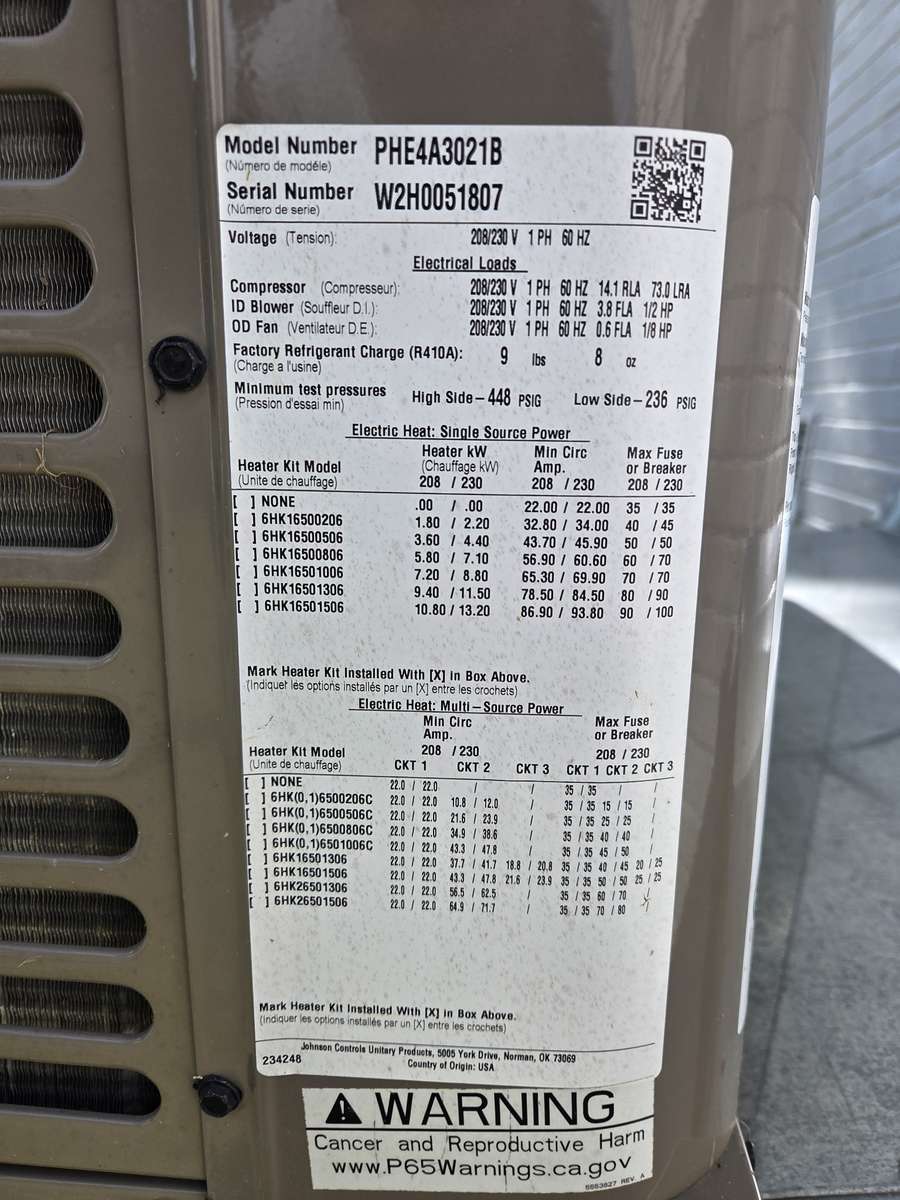 Model Number PHE4A3021B
(Número de modéle)
Serial Number W2H0051807
(Número de serie)
Voltage (Tension): 208/230 V 1 PH 60 HZ
Electrical Loads
Compressor (Compresseur): 208/230 V 1 PH 60 HZ 14.1 RLA 73.0 LRA
ID Blower (Souffleur D.I.): 208/230 V 1 PH 60 HZ 3.8 FLA 1/2 HP
OD Fan (Ventilateur D.E.): 208/230 V 1 PH 60 HZ 0.6 FLA 1/8 HP
Factory Refrigerant Charge (R410A): 9 lbs 8 oz
(Charge a l'usine)
Minimum test pressures High Side - 448 PSIG Low Side - 236 PSIG
(Pression d'essai min)
Electric Heat: Single Source Power
Heater kW Min Circ Max Fuse
Heater Kit Model (Chauffage kW) Amp. or Breaker
(Unite de chauffage) 208 / 230 208 / 230 208 / 230
[ ] NONE .00 / .00 22.00 / 22.00 35 / 35
[ ] 6HK16500206 1.80 / 2.20 32.80 / 34.00 40 / 45
[ ] 6HK16500506 3.60 / 4.40 43.70 / 45.90 50 / 50
[ ] 6HK16500806 5.80 / 7.10 56.90 / 60.60 60 / 70
[ ] 6HK16501006 7.20 / 8.80 65.30 / 69.90 70 / 70
[ ] 6HK16501306 9.40 / 11.50 78.50 / 84.50 80 / 90
[ ] 6HK16501506 10.80 / 13.20 86.90 / 93.80 90 / 100
Mark Heater Kit Installed With [X] in Box Above.
(Indiquer les options installés par un [X] entre les crochets)
Electric Heat: Multi-Source Power
Min Circ Max Fuse
Amp. or Breaker
Heater Kit Model 208 / 230 208 / 230
(Unite de chauffage) CKT 1 CKT 2 CKT 3 CKT 1 CKT 2 CKT 3
[ ] NONE 22.0 / 22.0 / / 35 / 35 / /
[ ] 6HK(0,1)6500206C 22.0 / 22.0 10.8 / 12.0 / 35 / 35 15 / 15 /
[ ] 6HK(0,1)6500506C 22.0 / 22.0 21.6 / 23.9 / 35 / 35 25 / 25 /
[ ] 6HK(0,1)6500806C 22.0 / 22.0 34.9 / 38.6 / 35 / 35 40 / 40 /
[ ] 6HK(0,1)6501006C 22.0 / 22.0 43.3 / 47.8 / 35 / 35 45 / 50 /
[ ] 6HK16501306 22.0 / 22.0 37.7 / 41.7 18.8 / 20.8 35 / 35 40 / 45 20 / 25
[ ] 6HK16501506 22.0 / 22.0 43.3 / 47.8 21.6 / 23.9 35 / 35 50 / 50 25 / 25
[ ] 6HK26501306 22.0 / 22.0 56.5 / 62.5 / 35 / 35 60 / 70 /
[ ] 6HK26501506 22.0 / 22.0 64.9 / 71.7 / 35 / 35 70 / 80 /
Mark Heater Kit Installed With [X] in Box Above.
(Indiquer les options installés par un [X] entre les crochets)
Johnson Controls Unitary Products, 5005 York Drive, Norman, OK 73069
234248 Country of Origin: USA
WARNING
Cancer and Reproductive Harm
www.P65Warnings.ca.gov
5663827 REV. A